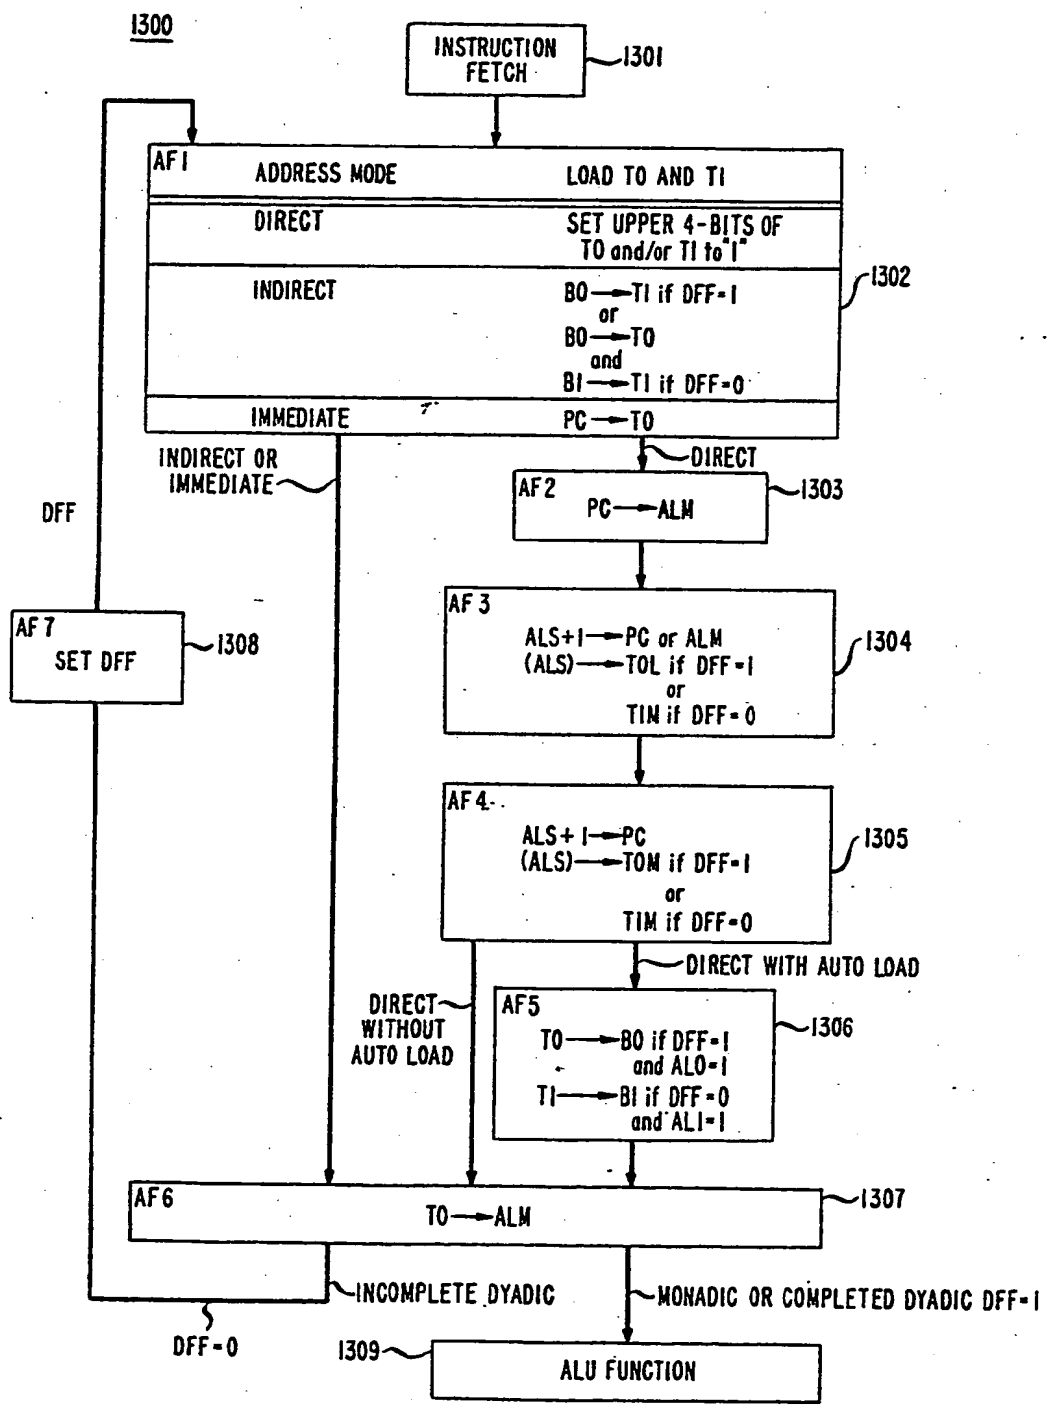 1300
INSTRUCTION
FETCH
1301
AF1
ADDRESS MODE LOAD T0 AND T1
DIRECT SET UPPER 4-BITS OF
T0 and/or T1 to "1"
1302
INDIRECT B0→T1 if DFF=1
or
B0→T0
and
B1→T1 if DFF=0
IMMEDIATE PC→T0
INDIRECT OR
IMMEDIATE
DIRECT
AF2
PC→ALM
1303
DFF
AF3
ALS+1→PC or ALM
(ALS)→TOL if DFF=1
or
TIM if DFF=0
1304
AF7
SET DFF
1308
AF4
ALS+1→PC
(ALS)→TOM if DFF=1
or
TIM if DFF=0
1305
DIRECT WITH AUTO LOAD
DIRECT
WITHOUT
AUTO LOAD
AF5
T0→B0 if DFF=1
and AL0=1
T1→B1 if DFF=0
and AL1=1
1306
AF6
T0→ALM
1307
INCOMPLETE DYADIC
MONADIC OR COMPLETED DYADIC DFF=1
DFF=0
1309
ALU FUNCTION